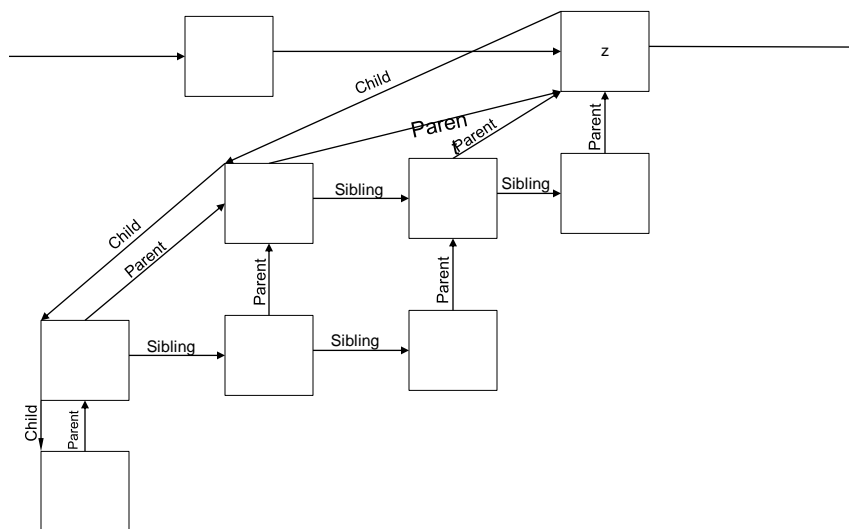 z
Child
Paren
t
Parent
Parent
Sibling
Sibling
Child
Parent
Parent
Parent
Sibling
Sibling
Child
Parent